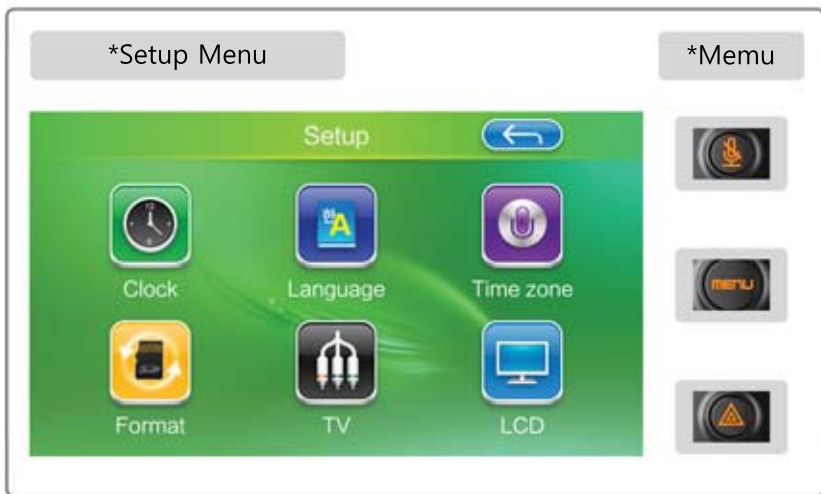 *Setup Menu
*Memu
Setup
Clock
Language
Time zone
MENU
Format
TV
LCD